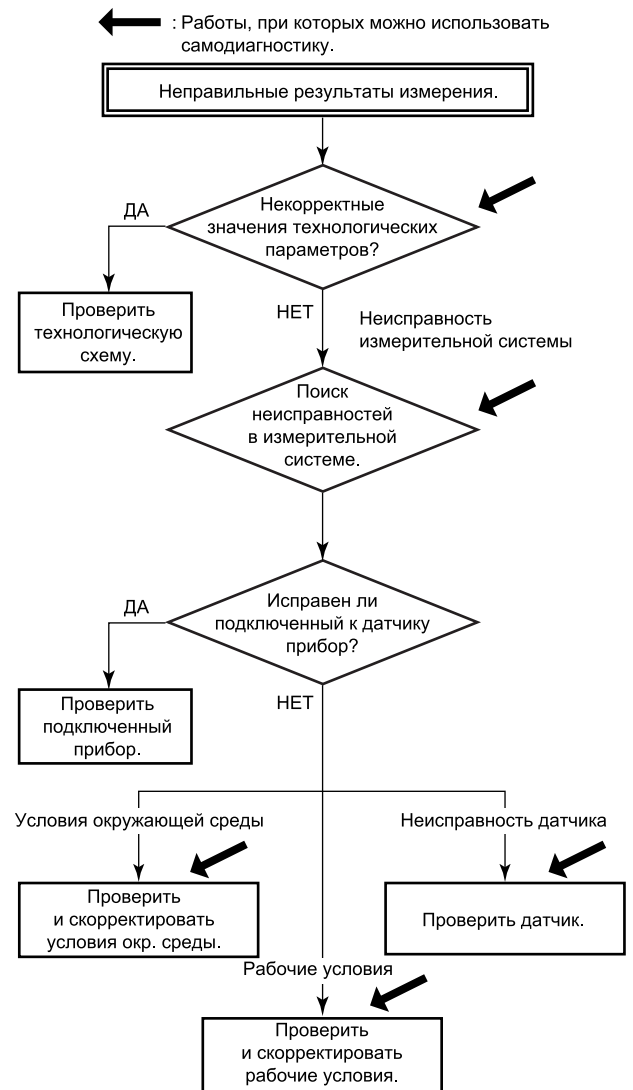 : Работы, при которых можно использовать
самодиагностику.
Неправильные результаты измерения.
Некорректные
значения технологических
параметров?
ДА
Проверить
технологическую
схему.
НЕТ
Неисправность
измерительной системы
Поиск
неисправностей
в измерительной
системе.
Исправен ли
подключенный к датчику
прибор?
ДА
Проверить
подключенный
прибор.
НЕТ
Условия окружающей среды
Неисправность датчика
Проверить
и скорректировать
условия окр. среды.
Проверить датчик.
Рабочие условия
Проверить
и скорректировать
рабочие условия.